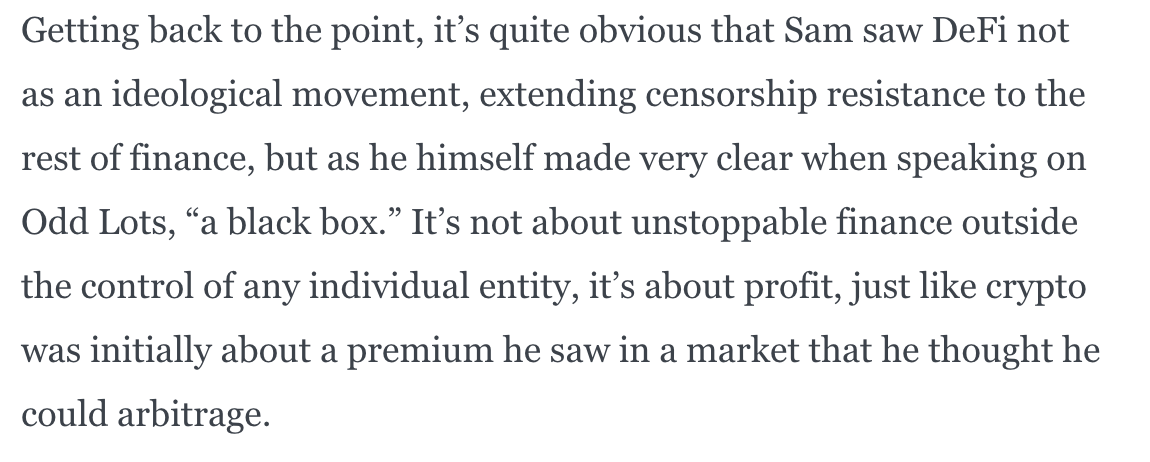 Getting back to the point, it’s quite obvious that Sam saw DeFi not
as an ideological movement, extending censorship resistance to the
rest of finance, but as he himself made very clear when speaking on
Odd Lots, “a black box.” It’s not about unstoppable finance outside
the control of any individual entity, it’s about profit, just like crypto
was initially about a premium he saw in a market that he thought he
could arbitrage.